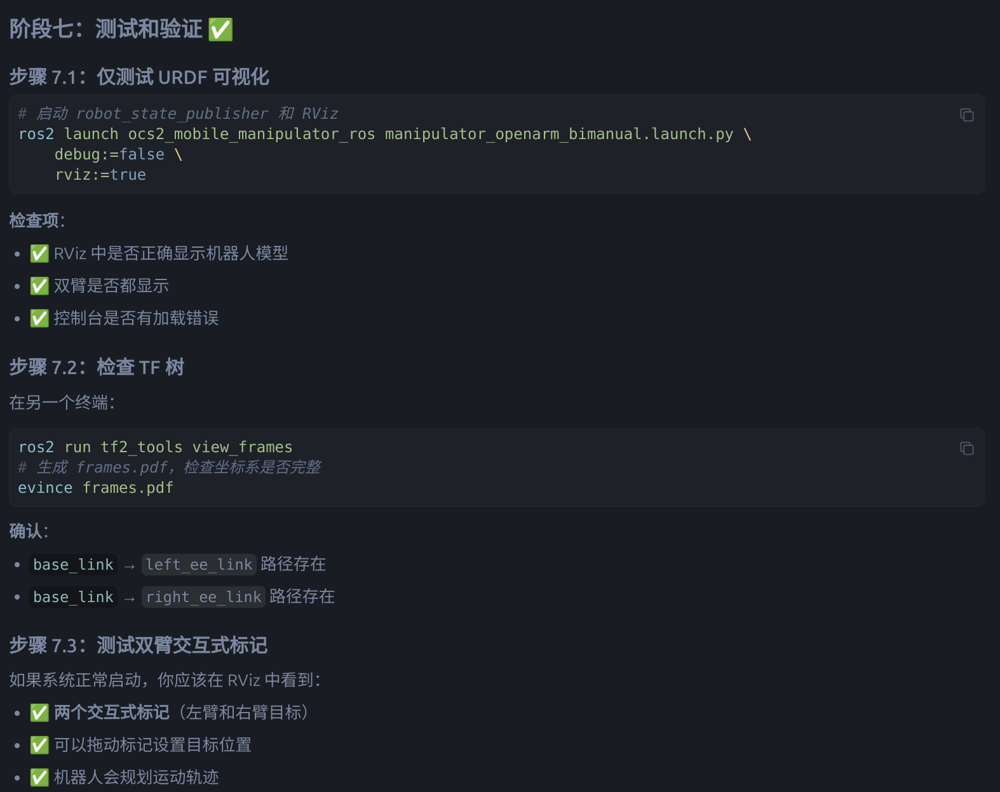 阶段七：测试和验证 ✅
步骤 7.1：仅测试 URDF 可视化
# 启动 robot_state_publisher 和 RViz
ros2 launch ocs2_mobile_manipulator_ros manipulator_openarm_bimanual.launch.py \
    debug:=false \
    rviz:=true
检查项：
• ✅ RViz 中是否正确显示机器人模型
• ✅ 双臂是否都显示
• ✅ 控制台是否有加载错误
步骤 7.2：检查 TF 树
在另一个终端：
ros2 run tf2_tools view_frames
# 生成 frames.pdf，检查坐标系是否完整
evince frames.pdf
确认：
• base_link → left_ee_link 路径存在
• base_link → right_ee_link 路径存在
步骤 7.3：测试双臂交互式标记
如果系统正常启动，你应该在 RViz 中看到：
• ✅ 两个交互式标记（左臂和右臂目标）
• ✅ 可以拖动标记设置目标位置
• ✅ 机器人会规划运动轨迹